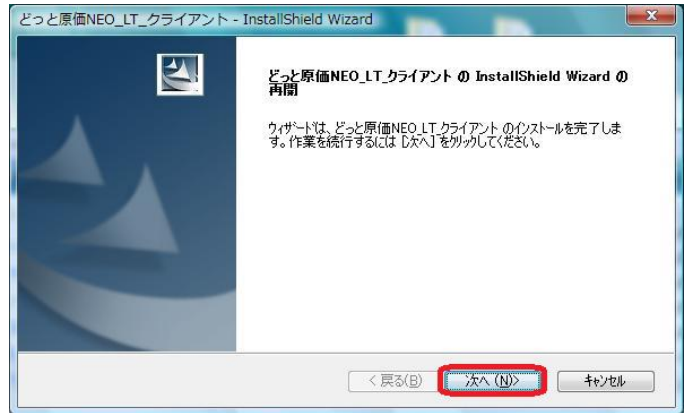 どっと原価NEO_LT_クライアント - InstallShield Wizard
どっと原価NEO_LT_クライアント の InstallShield Wizard の
再開
ウィザードは、どっと原価NEO_LT_クライアント のインストールを完了しま
す。作業を続行するには [次へ] をクリックしてください。
< 戻る(B)
次へ (N)>
キャンセル